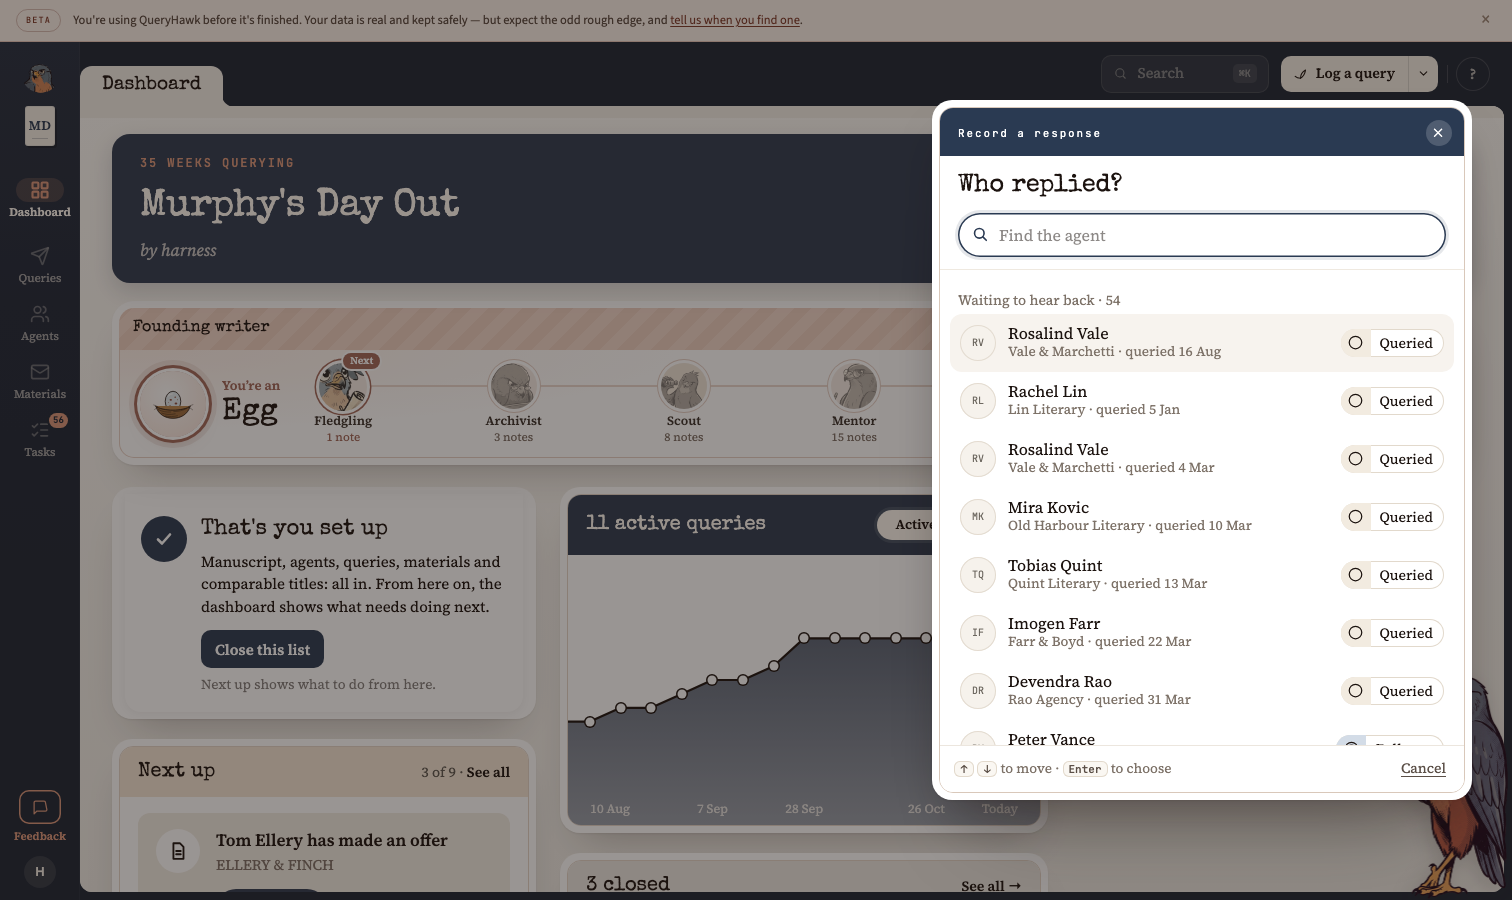 BETA
You're using QueryHawk before it's finished. Your data is real and kept safely — but expect the odd rough edge, and tell us when you find one.
×
MD
Dashboard
Queries
Agents
Materials
56
Tasks
Feedback
H
Dashboard
Search
⌘K
Log a query
?
35 WEEKS QUERYING
Murphy's Day Out
by harness
Founding writer
You're an
Egg
Next
Fledgling
1 note
Archivist
3 notes
Scout
8 notes
Mentor
15 notes
That's you set up
Manuscript, agents, queries, materials and
comparable titles: all in. From here on, the
dashboard shows what needs doing next.
Close this list
Next up shows what to do from here.
Next up
3 of 9 · See all
Tom Ellery has made an offer
ELLERY & FINCH
11 active queries
Active
10 Aug
7 Sep
28 Sep
26 Oct
Today
3 closed
See all →
Record a response
Who replied?
Find the agent
Waiting to hear back · 54
RV
Rosalind Vale
Vale & Marchetti · queried 16 Aug
Queried
RL
Rachel Lin
Lin Literary · queried 5 Jan
Queried
RV
Rosalind Vale
Vale & Marchetti · queried 4 Mar
Queried
MK
Mira Kovic
Old Harbour Literary · queried 10 Mar
Queried
TQ
Tobias Quint
Quint Literary · queried 13 Mar
Queried
IF
Imogen Farr
Farr & Boyd · queried 22 Mar
Queried
DR
Devendra Rao
Rao Agency · queried 31 Mar
Queried
Peter Vance
↑ ↓ to move · Enter to choose
Cancel